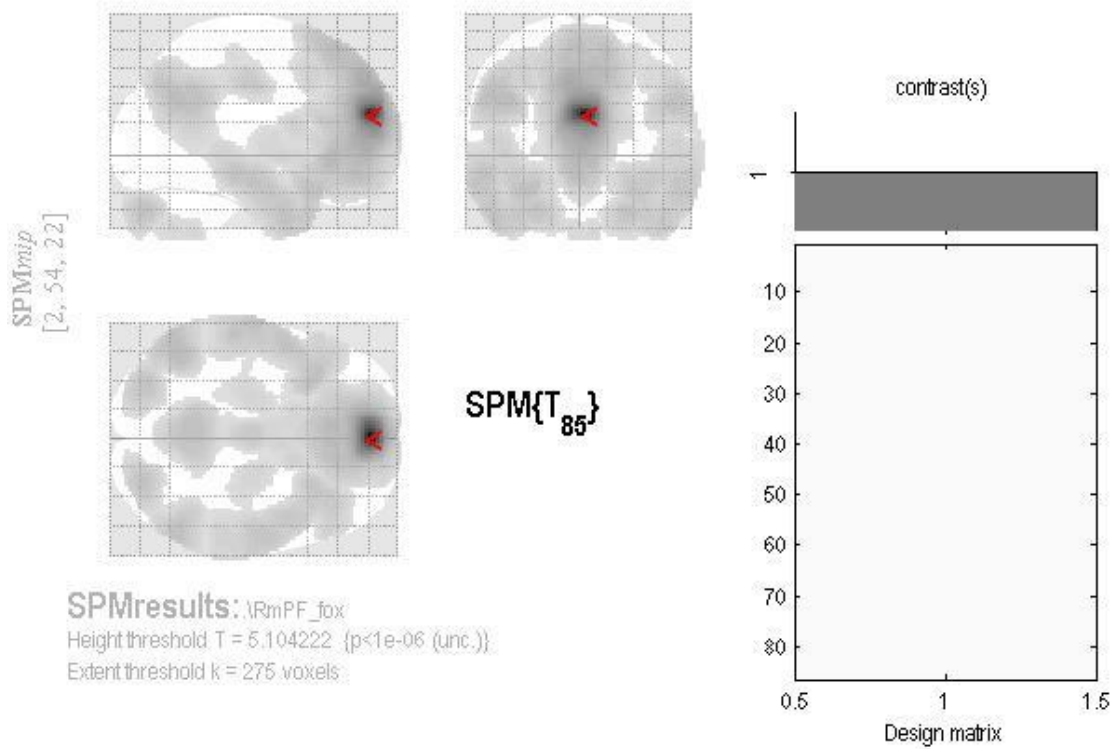 SPMmip
[2, 54, 22]
SPM{T85}
SPMresults: .\RmPF_fox
Height threshold T = 5.104222 {p<1e-06 (unc.)}
Extent threshold k = 275 voxels
contrast(s)
1
10
20
30
40
50
60
70
80
0.5 1 1.5
Design matrix